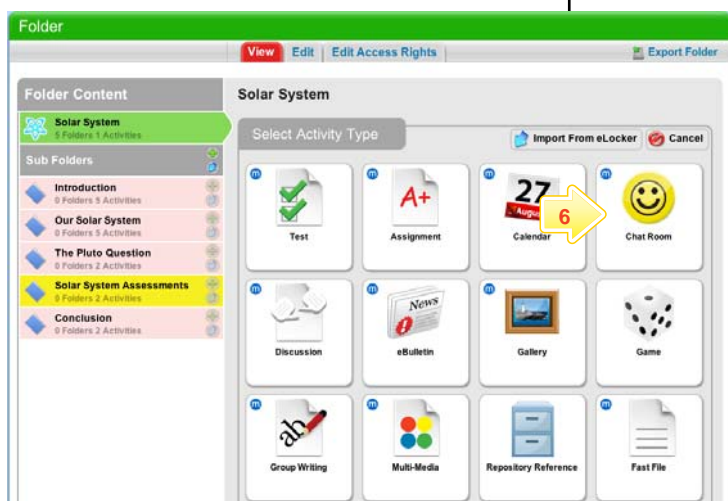 Folder
View Edit Edit Access Rights Export Folder
Folder Content
Solar System
5 Folders 1 Activities
Sub Folders
Introduction
0 Folders 5 Activities
Our Solar System
0 Folders 5 Activities
The Pluto Question
0 Folders 2 Activities
Solar System Assessments
0 Folders 2 Activities
Conclusion
0 Folders 2 Activities
Solar System
Select Activity Type Import From eLocker Cancel
m m m m
A+ 27 August 6
Test Assignment Calendar Chat Room
m m m
News
Discussion eBulletin Gallery Game
m m m
ab
Group Writing Multi-Media Repository Reference Fast File